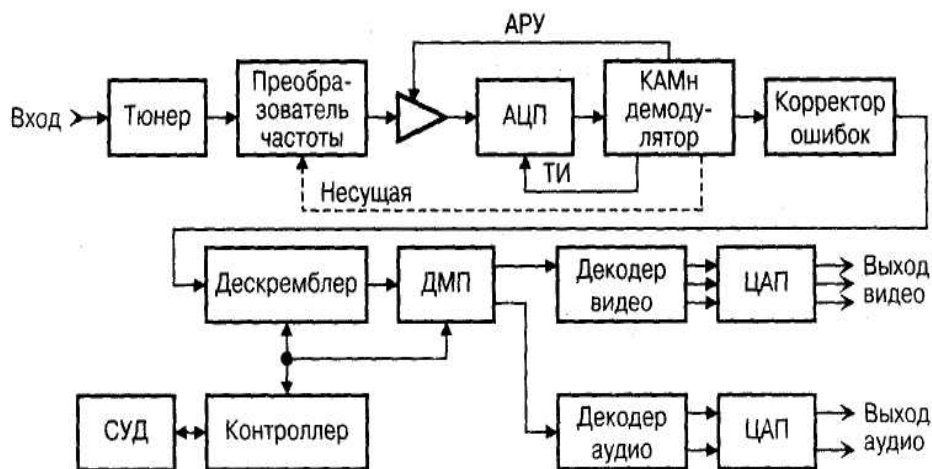 АРУ
Вход
Тюнер
Преобра-
зователь
частоты
АЦП
КАМн
демоду-
лятор
Корректор
ошибок
ТИ
Несущая
Дескремблер
ДМП
Декодер
видео
ЦАП
Выход
видео
СУД
Контроллер
Декодер
аудио
ЦАП
Выход
аудио